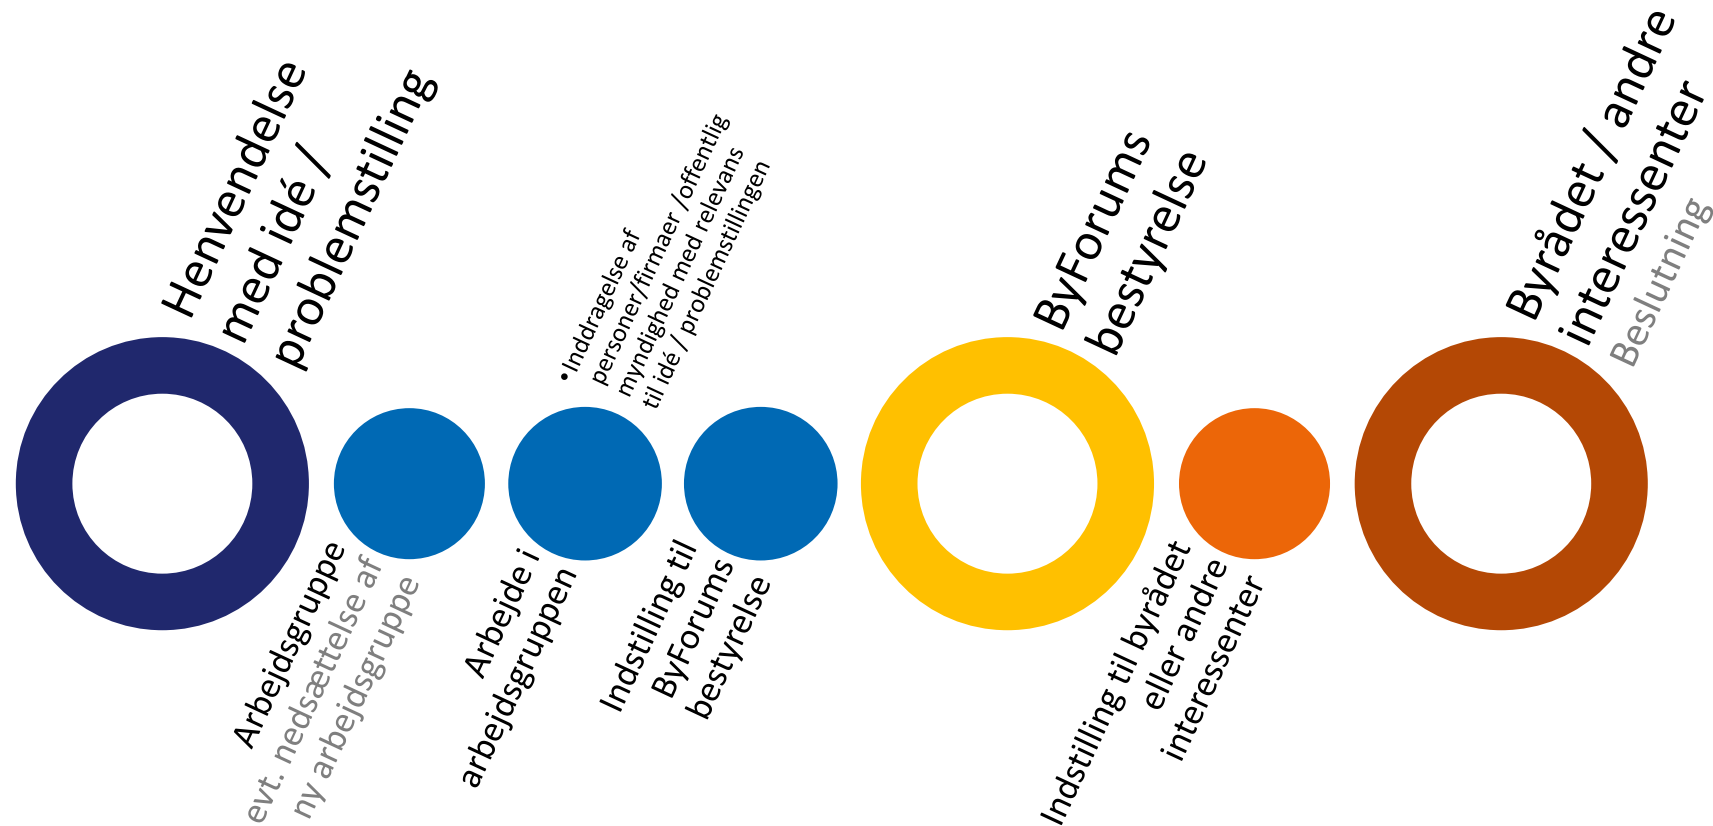 Henvendelse
med idé /
problemstilling
Arbejdsgruppe
evt. nedsættelse af
ny arbejdsgruppe
Arbejde i
arbejdsgruppen
•Inddragelse af
personer/firmaer /offentlig
myndighed med relevans
til idé / problemstillingen
Indstilling til
ByForums
bestyrelse
ByForums
bestyrelse
Indstilling til byrådet
eller andre
interessenter
Byrådet / andre
interessenter
Beslutning